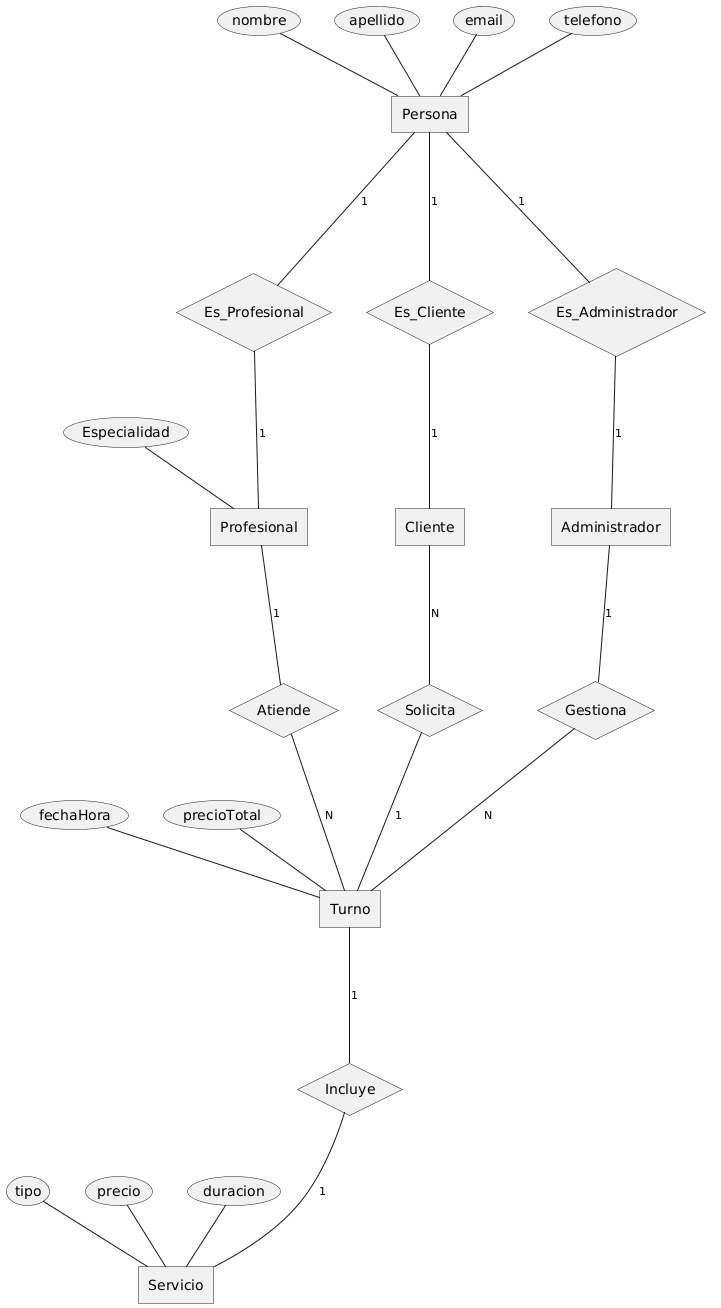 nombre
apellido
email
telefono
Persona
1
1
1
Es_Profesional
Es_Cliente
Es_Administrador
Especialidad
1
1
1
Profesional
Cliente
Administrador
1
N
1
Atiende
Solicita
Gestiona
fechaHora
precioTotal
N
1
N
Turno
1
Incluye
tipo
precio
duracion
1
Servicio